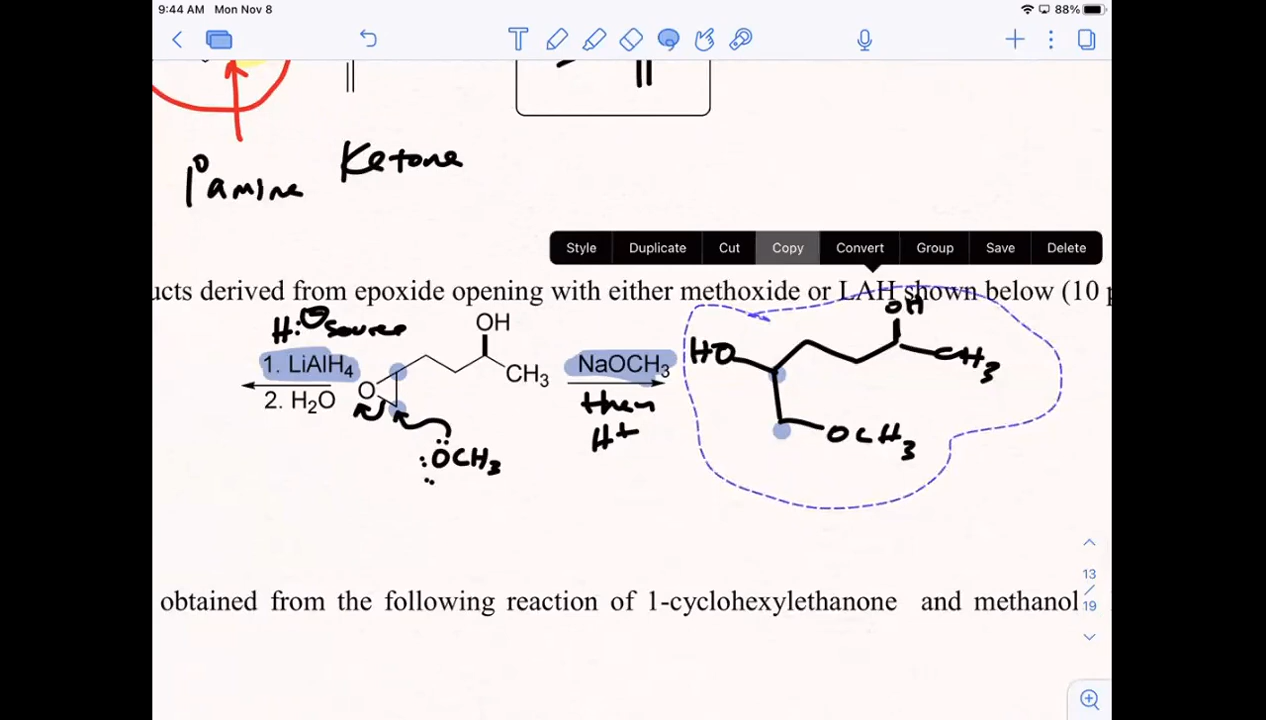 9:44 AM Mon Nov 8
88%
T
1° amine
Ketone
Style Duplicate Cut Copy Convert Group Save Delete
ucts derived from epoxide opening with either methoxide or LAH shown below (10 p
H:⊖ source
1. LiAlH4
2. H2O
O
OH
CH3
:OCH3
NaOCH3
then
H+
HO
OH
CH3
OCH3
13
/
19
obtained from the following reaction of 1-cyclohexylethanone and methanol